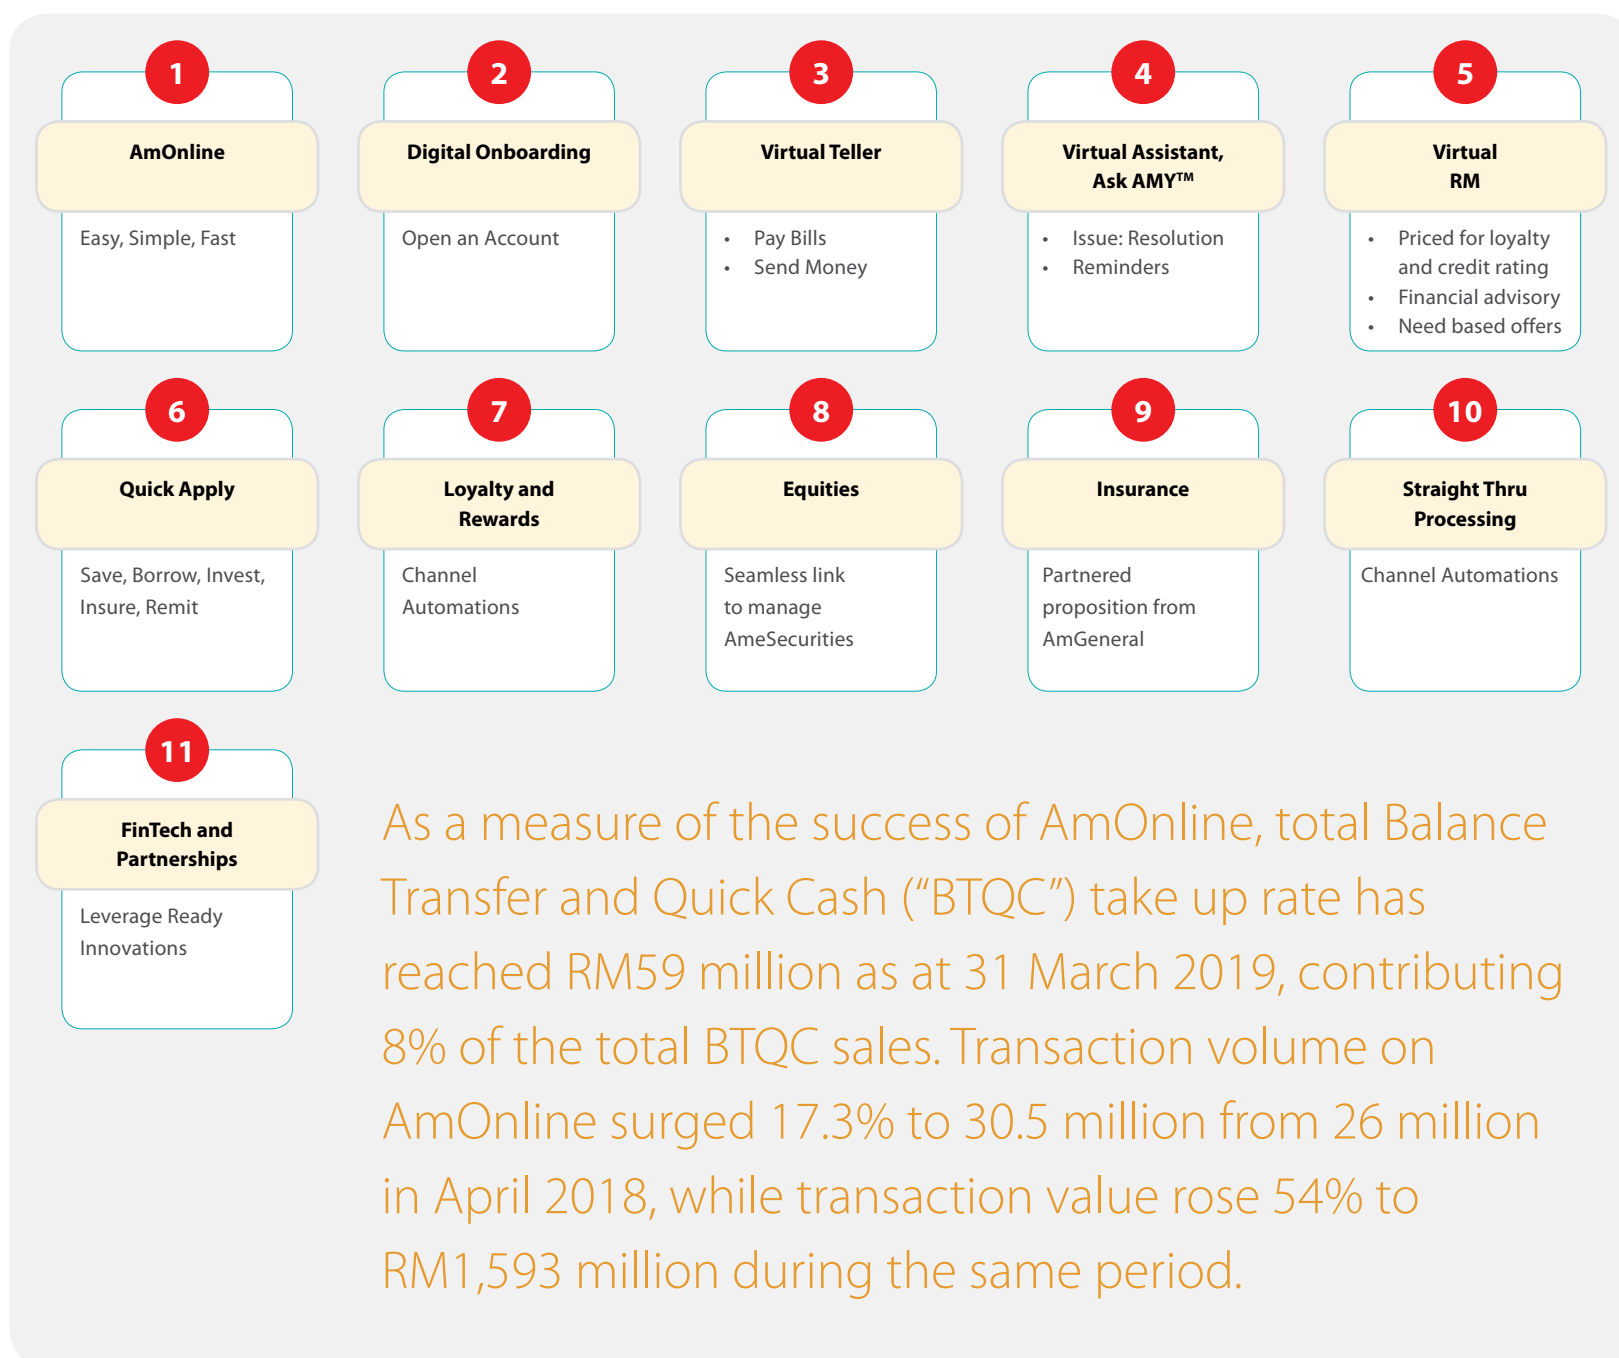 1
AmOnline
Easy, Simple, Fast
2
Digital Onboarding
Open an Account
3
Virtual Teller
• Pay Bills
• Send Money
4
Virtual Assistant,
Ask AMY™
• Issue: Resolution
• Reminders
5
Virtual
RM
• Priced for loyalty
and credit rating
• Financial advisory
• Need based offers
6
Quick Apply
Save, Borrow, Invest,
Insure, Remit
7
Loyalty and
Rewards
Channel
Automations
8
Equities
Seamless link
to manage
AmeSecurities
9
Insurance
Partnered
proposition from
AmGeneral
10
Straight Thru
Processing
Channel Automations
11
FinTech and
Partnerships
Leverage Ready
Innovations
As a measure of the success of AmOnline, total Balance
Transfer and Quick Cash (“BTQC”) take up rate has
reached RM59 million as at 31 March 2019, contributing
8% of the total BTQC sales. Transaction volume on
AmOnline surged 17.3% to 30.5 million from 26 million
in April 2018, while transaction value rose 54% to
RM1,593 million during the same period.